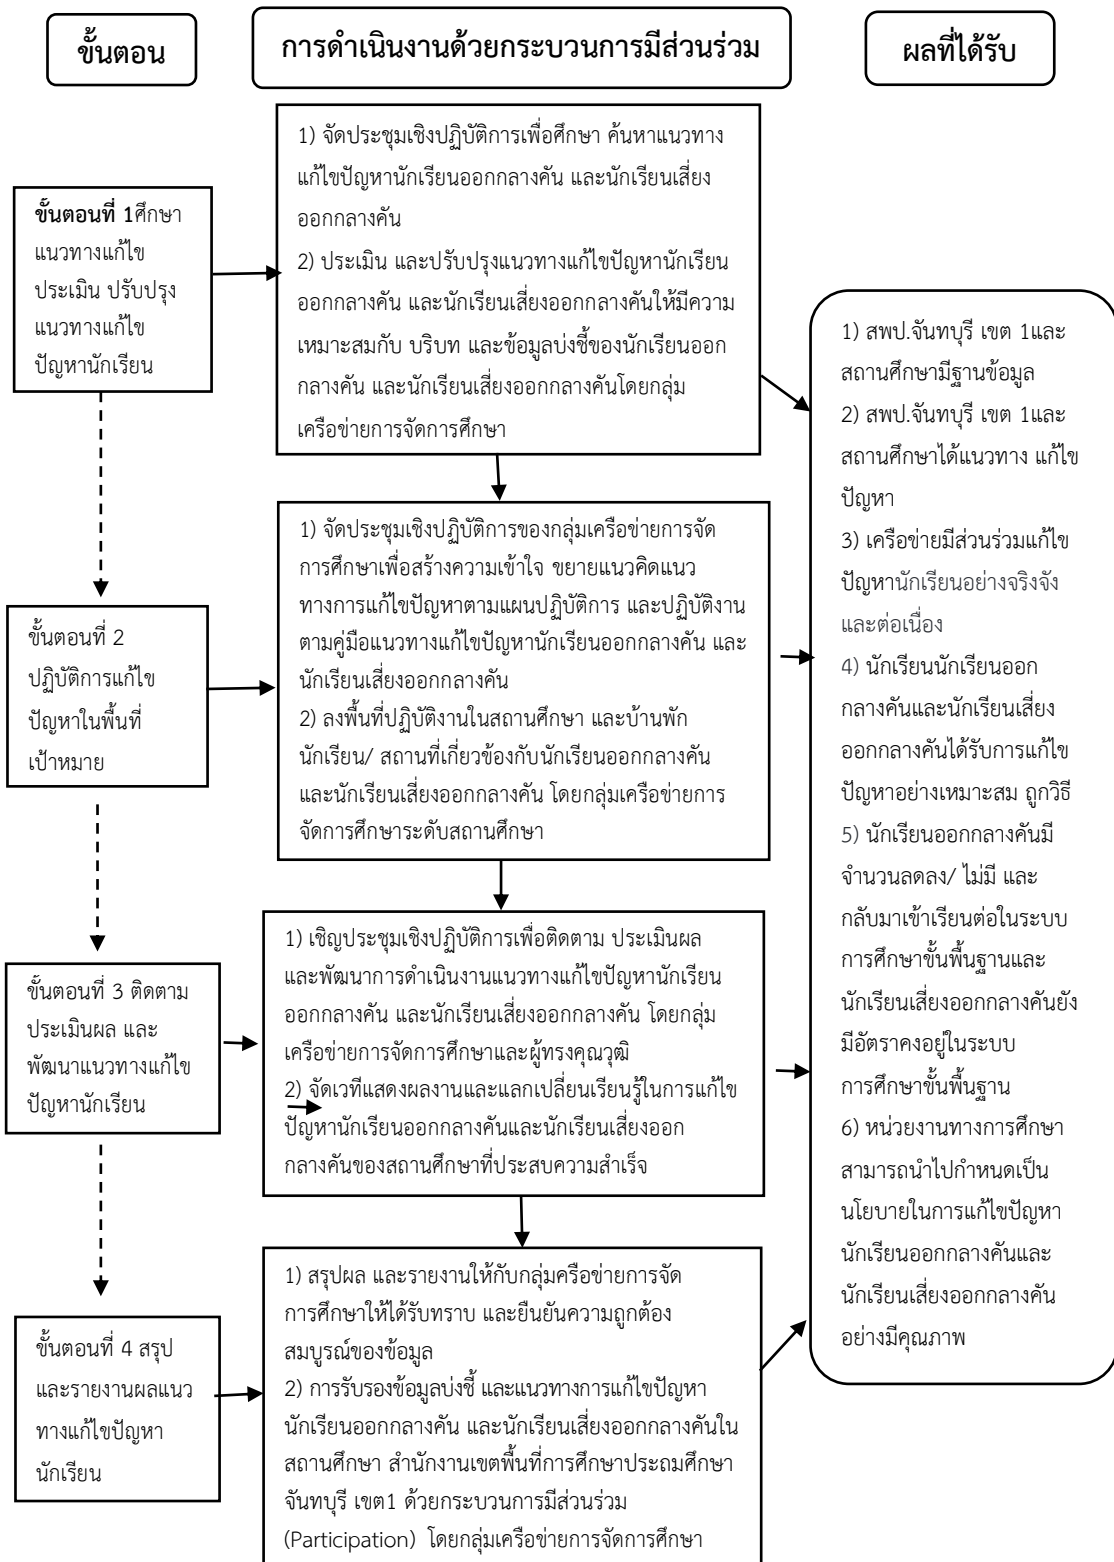 ขั้นตอน
การดำเนินงานด้วยกระบวนการมีส่วนร่วม
ผลที่ได้รับ
ขั้นตอนที่ 1ศึกษา
แนวทางแก้ไข
ประเมิน ปรับปรุง
แนวทางแก้ไข
ปัญหานักเรียน
1) จัดประชุมเชิงปฏิบัติการเพื่อศึกษา ค้นหาแนวทาง
แก้ไขปัญหานักเรียนออกกลางคัน และนักเรียนเสี่ยง
ออกกลางคัน
2) ประเมิน และปรับปรุงแนวทางแก้ไขปัญหานักเรียน
ออกกลางคัน และนักเรียนเสี่ยงออกกลางคันให้มีความ
เหมาะสมกับ บริบท และข้อมูลบ่งชี้ของนักเรียนออก
กลางคัน และนักเรียนเสี่ยงออกกลางคันโดยกลุ่ม
เครือข่ายการจัดการศึกษา
ขั้นตอนที่ 2
ปฏิบัติการแก้ไข
ปัญหาในพื้นที่
เป้าหมาย
1) จัดประชุมเชิงปฏิบัติการของกลุ่มเครือข่ายการจัด
การศึกษาเพื่อสร้างความเข้าใจ ขยายแนวคิดแนว
ทางการแก้ไขปัญหาตามแผนปฏิบัติการ และปฏิบัติงาน
ตามคู่มือแนวทางแก้ไขปัญหานักเรียนออกกลางคัน และ
นักเรียนเสี่ยงออกกลางคัน
2) ลงพื้นที่ปฏิบัติงานในสถานศึกษา และบ้านพัก
นักเรียน/ สถานที่เกี่ยวข้องกับนักเรียนออกกลางคัน
และนักเรียนเสี่ยงออกกลางคัน โดยกลุ่มเครือข่ายการ
จัดการศึกษาระดับสถานศึกษา
ขั้นตอนที่ 3 ติดตาม
ประเมินผล และ
พัฒนาแนวทางแก้ไข
ปัญหานักเรียน
1) เชิญประชุมเชิงปฏิบัติการเพื่อติดตาม ประเมินผล
และพัฒนาการดำเนินงานแนวทางแก้ไขปัญหานักเรียน
ออกกลางคัน และนักเรียนเสี่ยงออกกลางคัน โดยกลุ่ม
เครือข่ายการจัดการศึกษาและผู้ทรงคุณวุฒิ
2) จัดเวทีแสดงผลงานและแลกเปลี่ยนเรียนรู้ในการแก้ไข
ปัญหานักเรียนออกกลางคันและนักเรียนเสี่ยงออก
กลางคันของสถานศึกษาที่ประสบความสำเร็จ
ขั้นตอนที่ 4 สรุป
และรายงานผลแนว
ทางแก้ไขปัญหา
นักเรียน
1) สรุปผล และรายงานให้กับกลุ่มเครือข่ายการจัด
การศึกษาให้ได้รับทราบ และยืนยันความถูกต้อง
สมบูรณ์ของข้อมูล
2) การรับรองข้อมูลบ่งชี้ และแนวทางการแก้ไขปัญหา
นักเรียนออกกลางคัน และนักเรียนเสี่ยงออกกลางคันใน
สถานศึกษา สำนักงานเขตพื้นที่การศึกษาประถมศึกษา
จันทบุรี เขต1 ด้วยกระบวนการมีส่วนร่วม
(Participation) โดยกลุ่มเครือข่ายการจัดการศึกษา
1) สพป.จันทบุรี เขต 1และ
สถานศึกษามีฐานข้อมูล
2) สพป.จันทบุรี เขต 1และ
สถานศึกษาได้แนวทาง แก้ไข
ปัญหา
3) เครือข่ายมีส่วนร่วมแก้ไข
ปัญหานักเรียนอย่างจริงจัง
และต่อเนื่อง
4) นักเรียนนักเรียนออก
กลางคันและนักเรียนเสี่ยง
ออกกลางคันได้รับการแก้ไข
ปัญหาอย่างเหมาะสม ถูกวิธี
5) นักเรียนออกกลางคันมี
จำนวนลดลง/ ไม่มี และ
กลับมาเข้าเรียนต่อในระบบ
การศึกษาขั้นพื้นฐานและ
นักเรียนเสี่ยงออกกลางคันยัง
มีอัตราคงอยู่ในระบบ
การศึกษาขั้นพื้นฐาน
6) หน่วยงานทางการศึกษา
สามารถนำไปกำหนดเป็น
นโยบายในการแก้ไขปัญหา
นักเรียนออกกลางคันและ
นักเรียนเสี่ยงออกกลางคัน
อย่างมีคุณภาพ